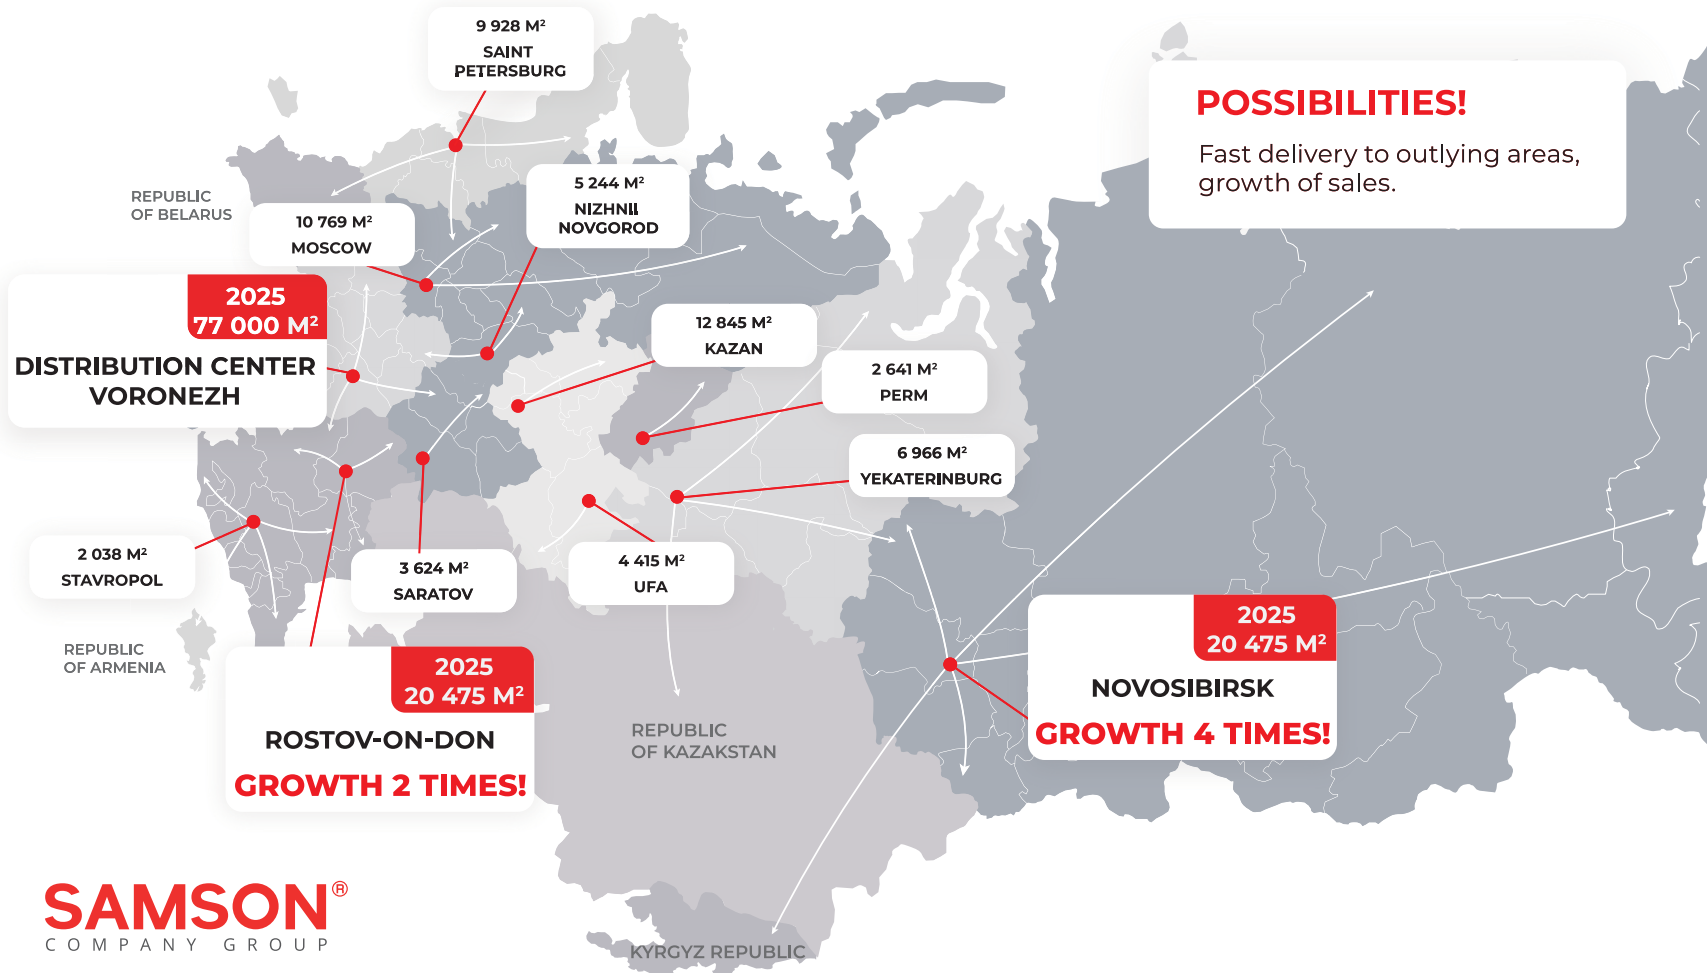 9 928 M²
SAINT
PETERSBURG
POSSIBILITIES!
Fast delivery to outlying areas,
growth of sales.
5 244 M²
NIZHNII
NOVGOROD
REPUBLIC
OF BELARUS
10 769 M²
MOSCOW
2025
77 000 M²
DISTRIBUTION CENTER
VORONEZH
12 845 M²
KAZAN
2 641 M²
PERM
6 966 M²
YEKATERINBURG
2 038 M²
STAVROPOL
3 624 M²
SARATOV
4 415 M²
UFA
REPUBLIC
OF ARMENIA
2025
20 475 M²
ROSTOV-ON-DON
GROWTH 2 TIMES!
2025
20 475 M²
NOVOSIBIRSK
GROWTH 4 TIMES!
REPUBLIC
OF KAZAKSTAN
SAMSON®
COMPANY GROUP
KYRGYZ REPUBLIC